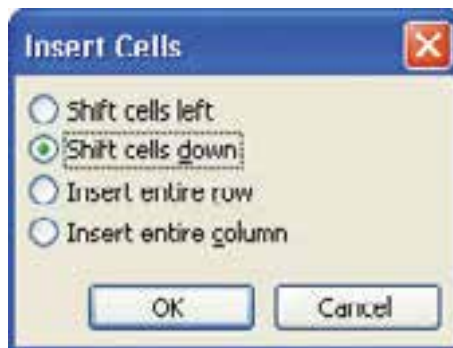 Insert Cells
Shift cells left
Shift cells down
Insert entire row
Insert entire column
OK
Cancel